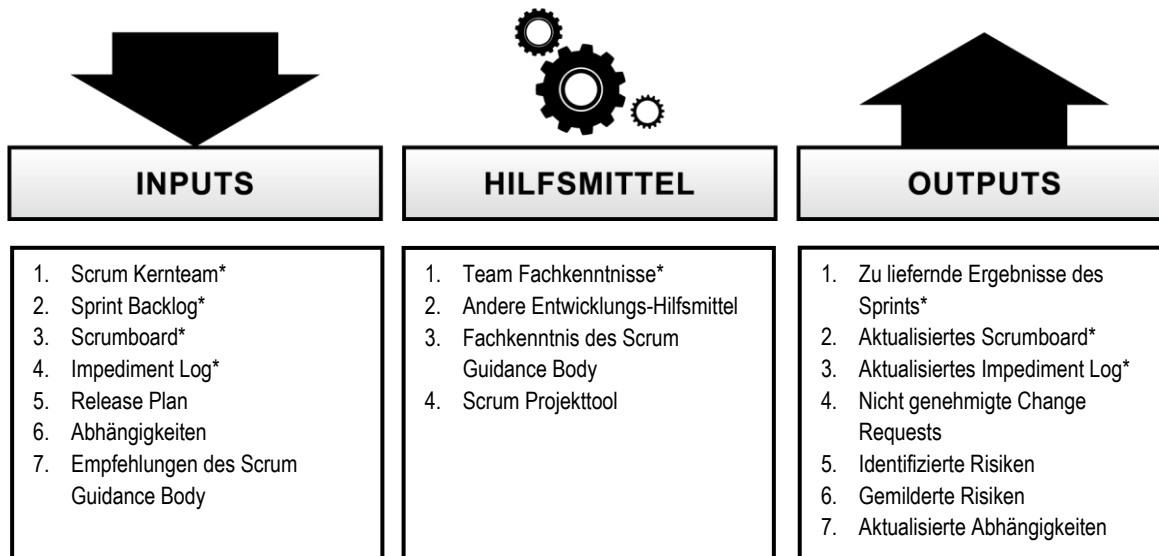 INPUTS
1. Scrum Kernteam*
2. Sprint Backlog*
3. Scrumboard*
4. Impediment Log*
5. Release Plan
6. Abhängigkeiten
7. Empfehlungen des Scrum
Guidance Body
HILFSMITTEL
1. Team Fachkenntnisse*
2. Andere Entwicklungs-Hilfsmittel
3. Fachkenntnis des Scrum
Guidance Body
4. Scrum Projekttool
OUTPUTS
1. Zu liefernde Ergebnisse des
Sprints*
2. Aktualisiertes Scrumboard*
3. Aktualisiertes Impediment Log*
4. Nicht genehmigte Change
Requests
5. Identifizierte Risiken
6. Gemilderte Risiken
7. Aktualisierte Abhängigkeiten